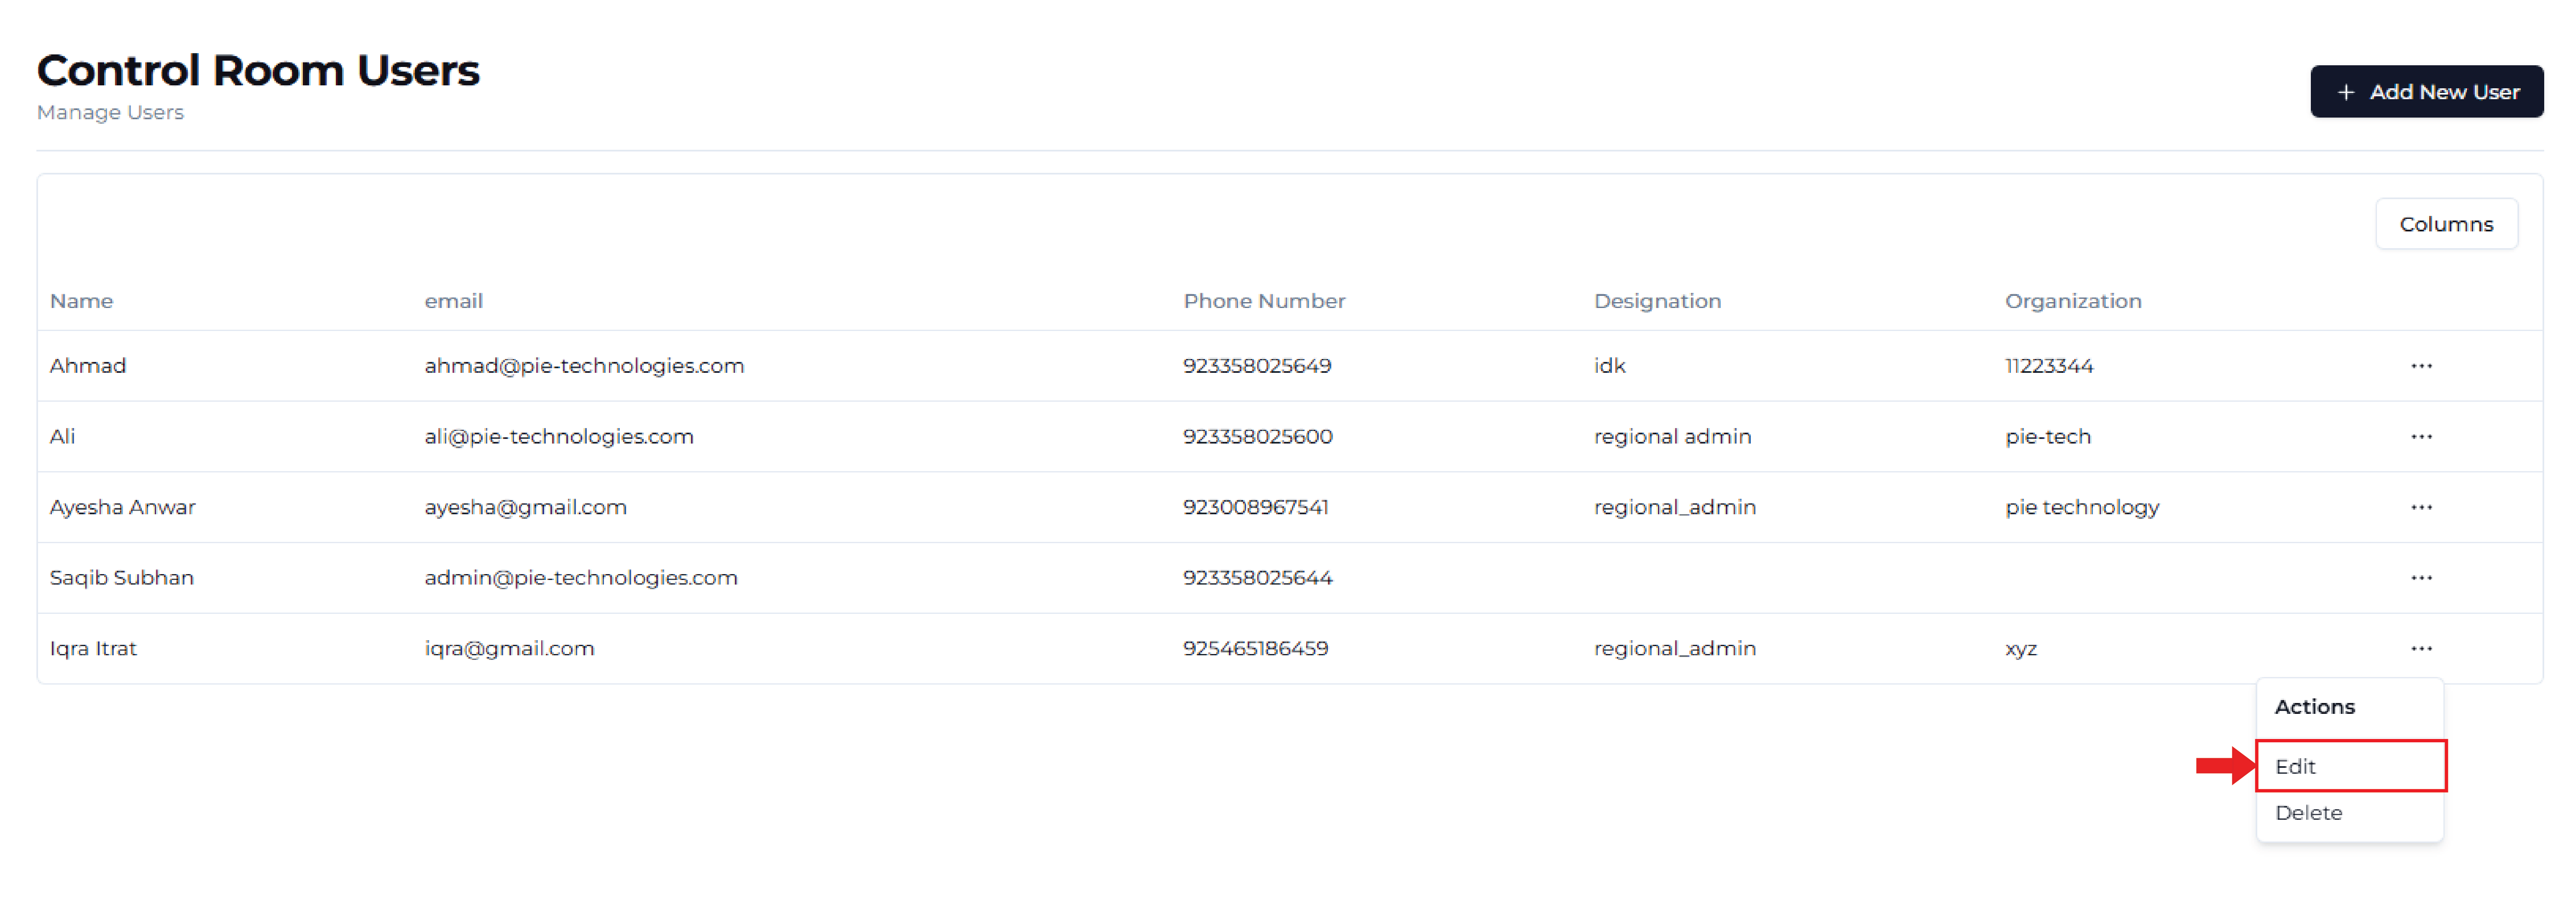 Control Room Users
Manage Users
+ Add New User
Columns
Name email Phone Number Designation Organization
Ahmad ahmad@pie-technologies.com 923358025649 idk 11223344 ...
Ali ali@pie-technologies.com 923358025600 regional admin pie-tech ...
Ayesha Anwar ayesha@gmail.com 923008967541 regional_admin pie technology ...
Saqib Subhan admin@pie-technologies.com 923358025644 ...
Iqra Itrat iqra@gmail.com 925465186459 regional_admin xyz ...
Actions
Edit
Delete